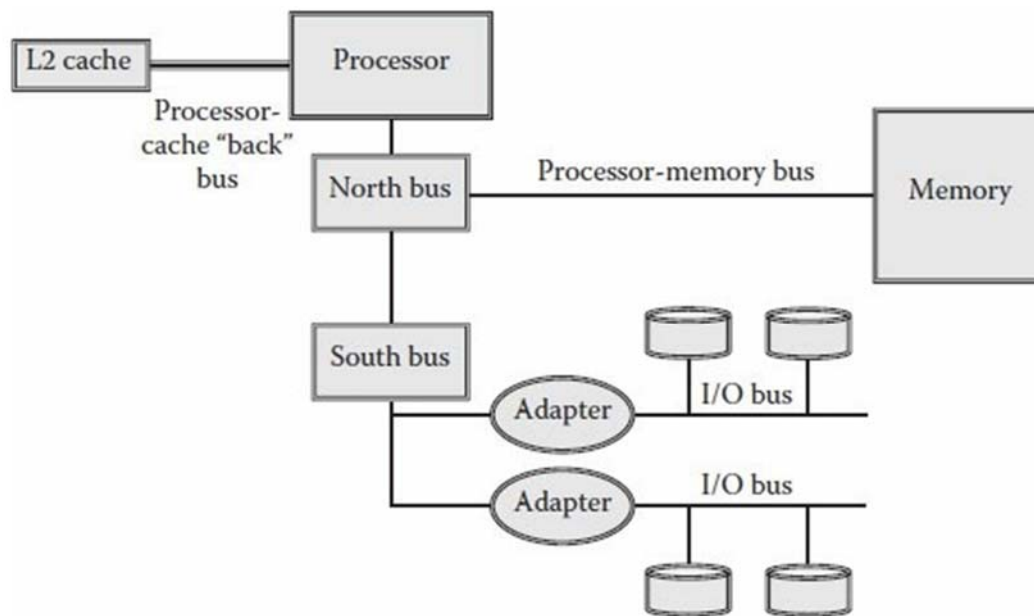 L2 cache
Processor
Processor-
cache “back”
bus
North bus
Processor-memory bus
Memory
South bus
Adapter
I/O bus
Adapter
I/O bus